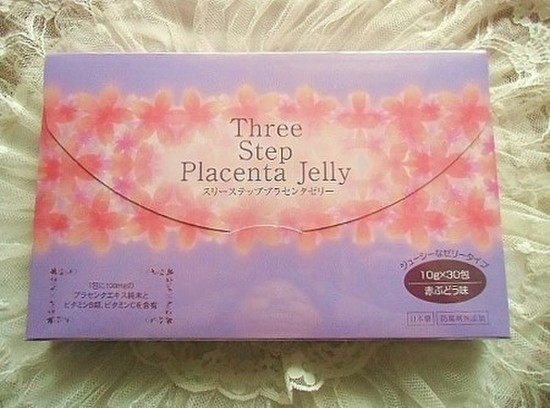 Three
Step
Placenta Jelly
スリーステッププラセンタゼリー
ジューシーなゼリータイプ
10g×30包
赤ぶどう味
1包に100mgの
プラセンタエキス純末と
ビタミンB群、ビタミンCを含有
日本製 防腐剤無添加